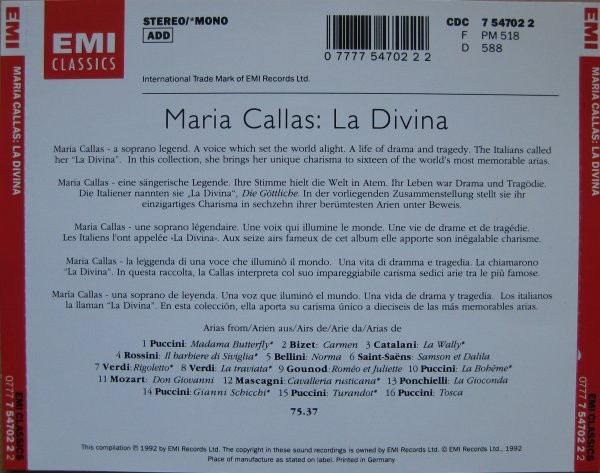 EMI
MARIA CALLAS: LA DIVINA
EMI CLASSICS
0777 7 54702 2 2
EMI
CLASSICS
STEREO/*MONO
ADD
0 7777 54702 2 2
CDC 7 54702 2
F PM 518
D 588
International Trade Mark of EMI Records Ltd.
Maria Callas: La Divina
Maria Callas - a soprano legend. A voice which set the world alight. A life of drama and tragedy. The Italians called
her "La Divina". In this collection, she brings her unique charisma to sixteen of the world's most memorable arias.
Maria Callas - eine sängerische Legende. Ihre Stimme hielt die Welt in Atem. Ihr Leben war Drama und Tragödie.
Die Italiener nannten sie „La Divina", Die Göttliche. In der vorliegenden Zusammenstellung stellt sie ihr
einzigartiges Charisma in sechzehn ihrer berümtesten Arien unter Beweis.
Maria Callas - une soprano légendaire. Une voix qui illumine le monde. Une vie de drame et de tragédie.
Les Italiens l'ont appelée «La Divina». Aux seize airs fameux de cet album elle apporte son inégalable charisme.
Maria Callas - la leggenda di una voce che illuminò il mondo. Una vita di dramma e tragedia. La chiamarono
"La Divina". In questa raccolta, la Callas interpreta col suo impareggiabile carisma sedici arie tra le più famose.
Maria Callas - una soprano de leyenda. Una voz que iluminó el mundo. Una vida de drama y tragedia. Los italianos
la llaman "La Divina". En esta colección, ella aporta su carisma único a dieciseis de las más memorables arias.
Arias from/Arien aus/Airs de/Arie da/Arias de
1 Puccini: Madama Butterfly* 2 Bizet: Carmen 3 Catalani: La Wally*
4 Rossini: Il barbiere di Siviglia* 5 Bellini: Norma 6 Saint-Saëns: Samson et Dalila
7 Verdi: Rigoletto* 8 Verdi: La traviata* 9 Gounod: Roméo et Juliette 10 Puccini: La Bohème*
11 Mozart: Don Giovanni 12 Mascagni: Cavalleria rusticana* 13 Ponchielli: La Gioconda
14 Puccini: Gianni Schicchi* 15 Puccini: Turandot* 16 Puccini: Tosca
75.37
This compilation ℗ 1992 by EMI Records Ltd. The copyright in these sound recordings is owned by EMI Records Ltd. © EMI Records Ltd., 1992
Place of manufacture as stated on label. Printed in Germany
EMI
MARIA CALLAS: LA DIVINA
EMI CLASSICS
0777 7 54702 2 2